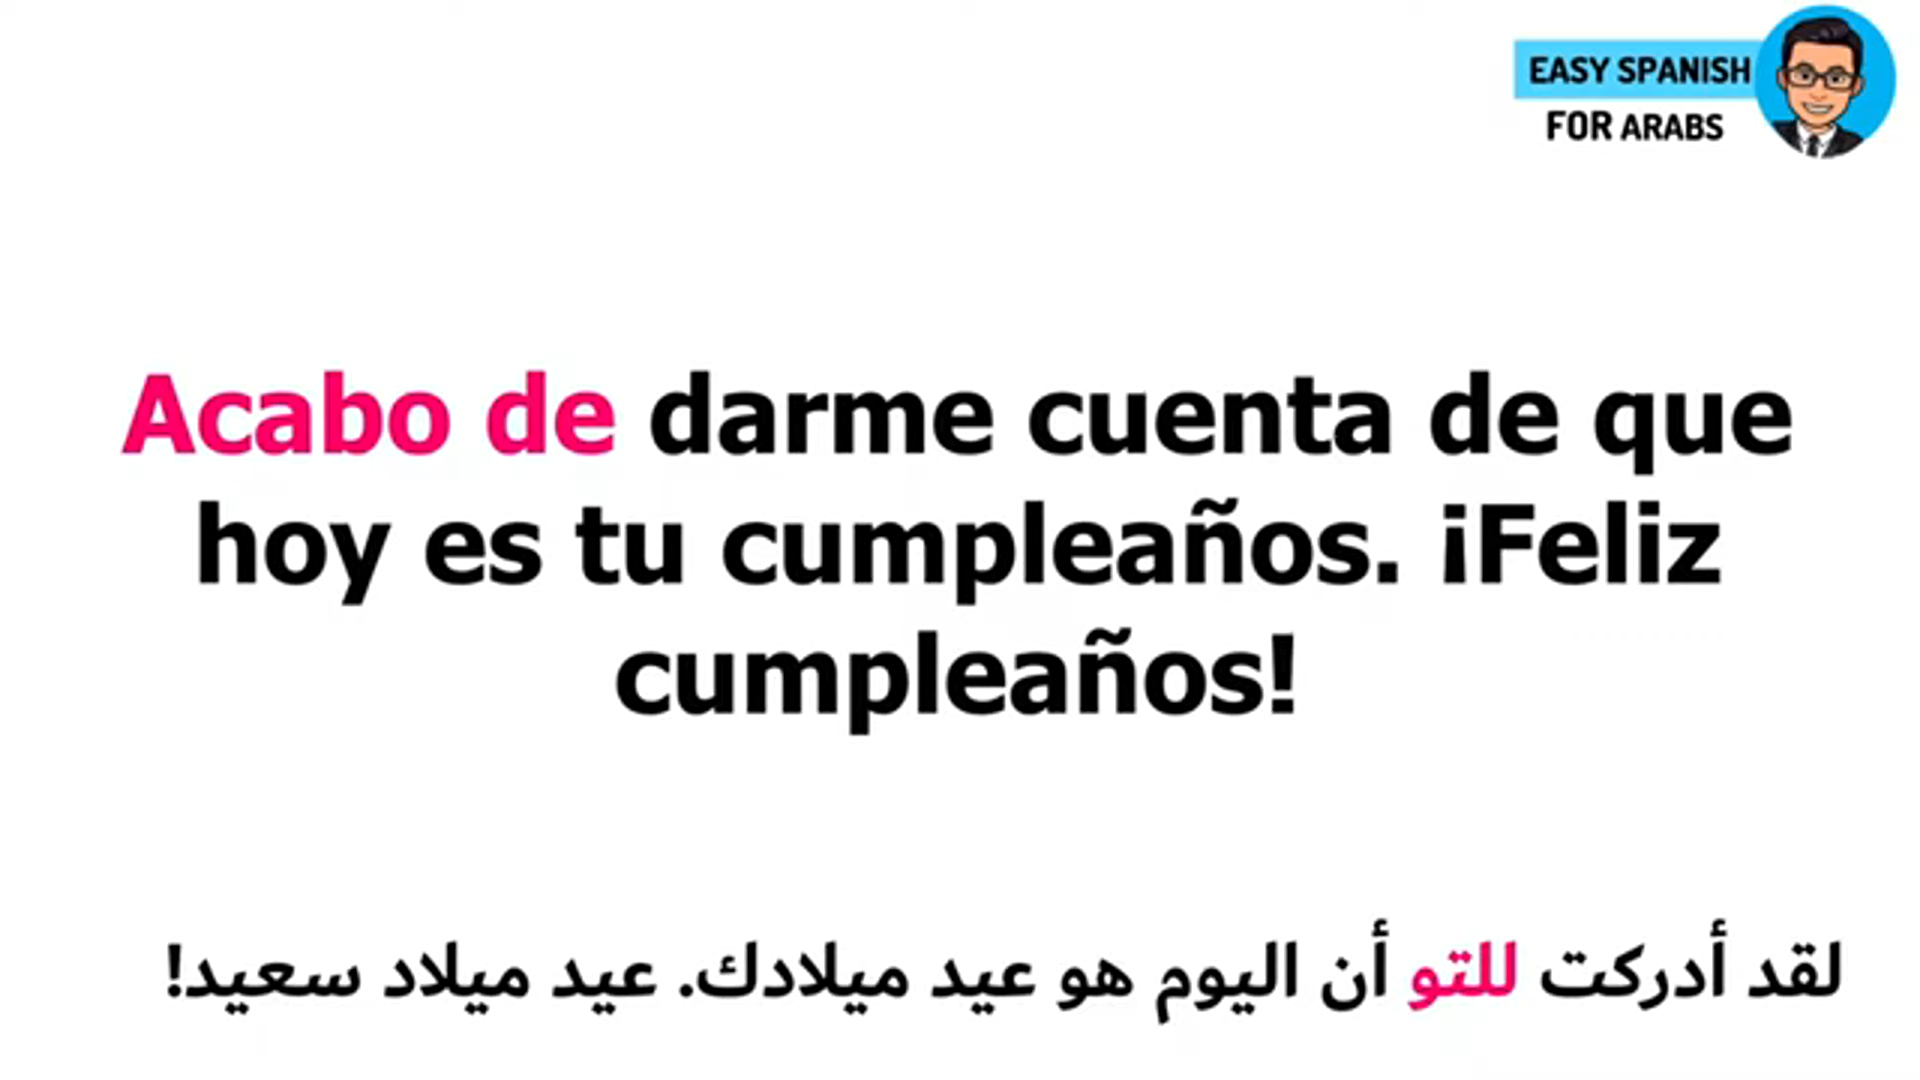 EASY SPANISH
FOR ARABS
Acabo de darme cuenta de que
hoy es tu cumpleaños. ¡Feliz
cumpleaños!
لقد أدركت للتو أن اليوم هو عيد ميلادك. عيد ميلاد سعيد!